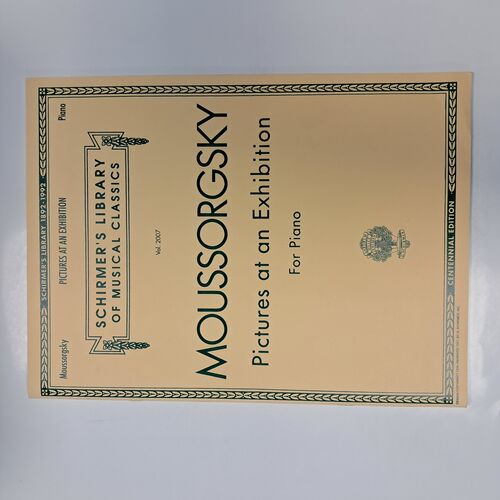 SCHIRMER'S LIBRARY 1892-1992
Moussorgsky
PICTURES AT AN EXHIBITION
Piano
SCHIRMER'S LIBRARY
OF MUSICAL CLASSICS
Vol. 2007
MOUSSORGSKY
Pictures at an Exhibition
For Piano
CENTENNIAL EDITION